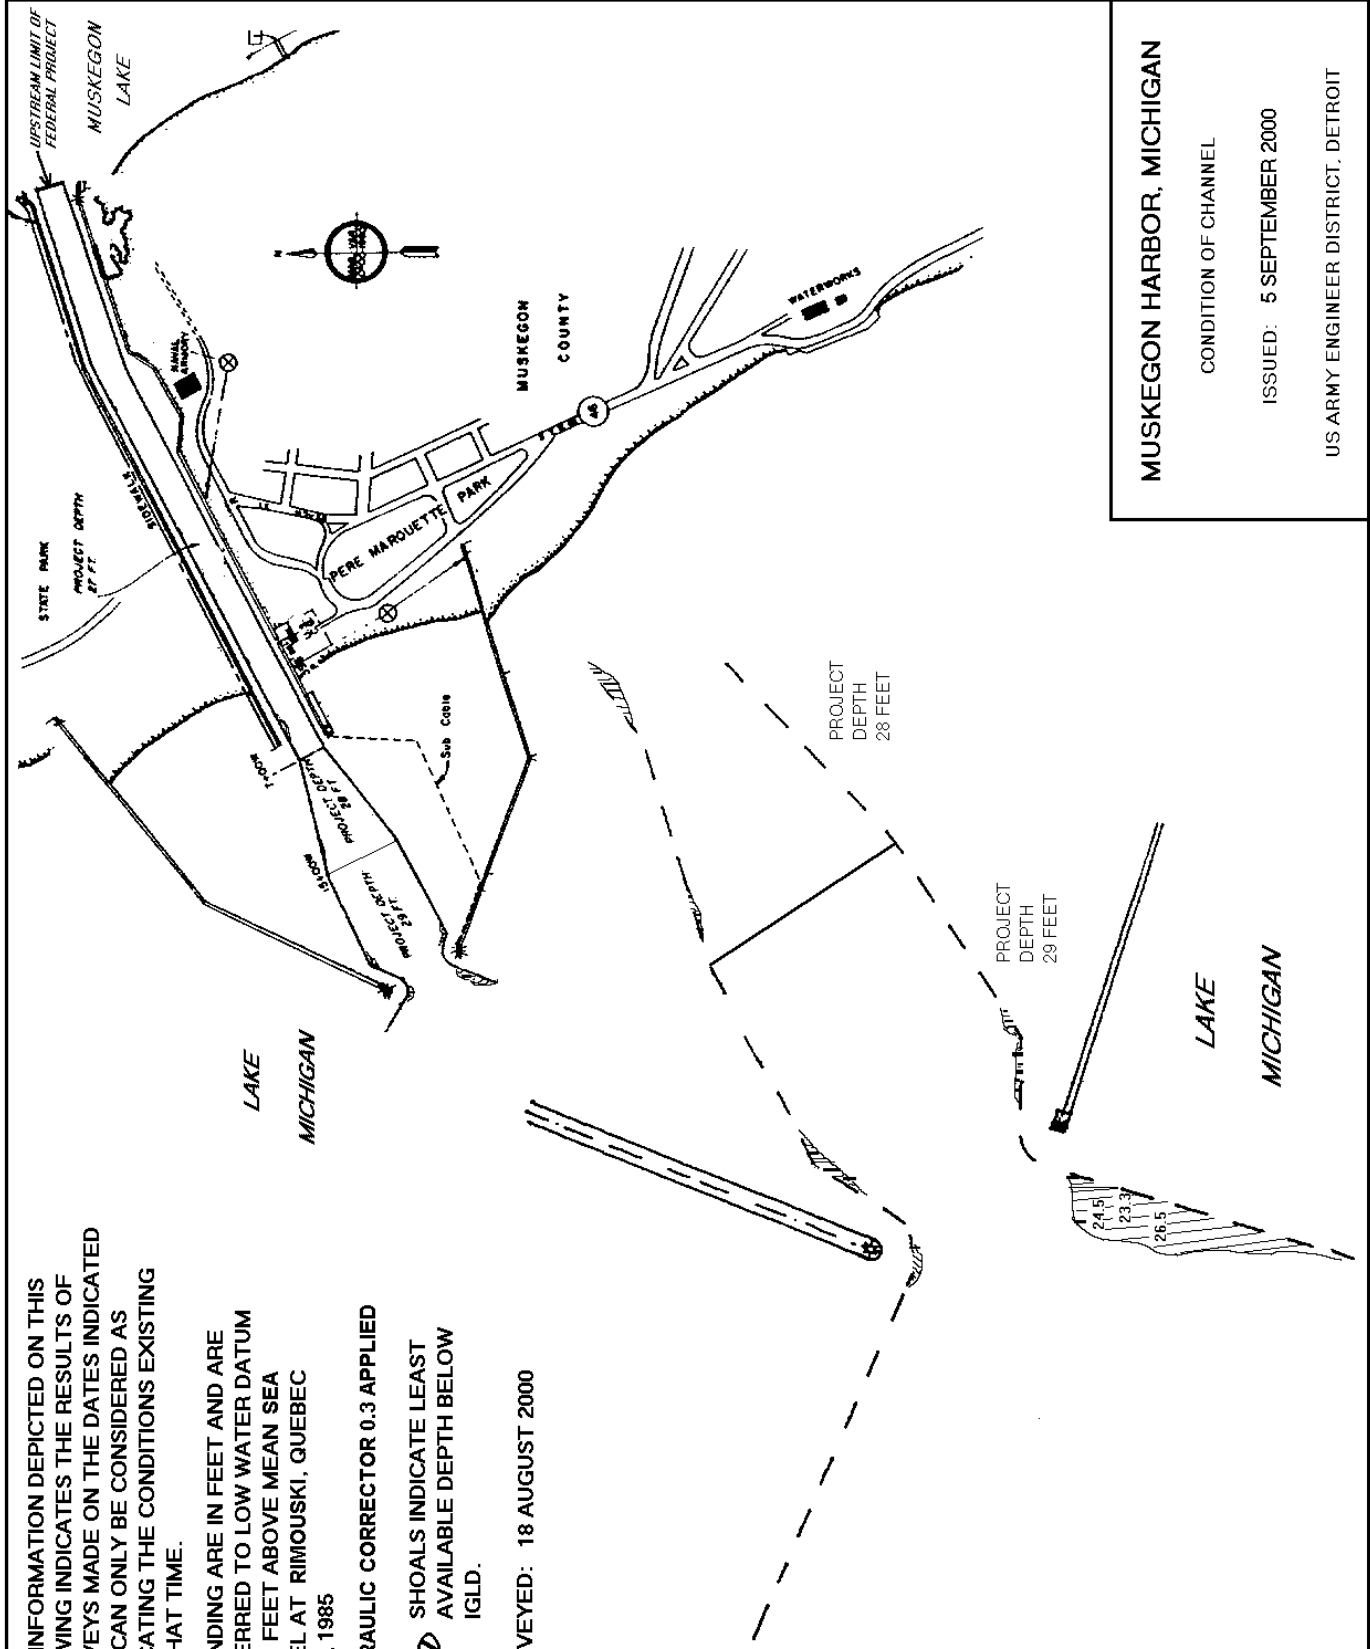 INFORMATION DEPICTED ON THIS
WING INDICATES THE RESULTS OF
VEYS MADE ON THE DATES INDICATED
CAN ONLY BE CONSIDERED AS
CATING THE CONDITIONS EXISTING
HAT TIME.
NDING ARE IN FEET AND ARE
ERRED TO LOW WATER DATUM
FEET ABOVE MEAN SEA
EL AT RIMOUSKI, QUEBEC
, 1985
RAULIC CORRECTOR 0.3 APPLIED
SHOALS INDICATE LEAST
AVAILABLE DEPTH BELOW
IGLD.
VEYED: 18 AUGUST 2000
UPSTREAM LIMIT OF
FEDERAL PROJECT
MUSKEGON
LAKE
STATE PARK
PROJECT DEPTH
27 FT.
SIDEWALK
NAVAL
ARMORY
N
MUSKEGON
COUNTY
WATERWORKS
46
PERE MARQUETTE PARK
Sub Cable
1+00W
PROJECT DEPTH
28 FT
15+00W
PROJECT DEPTH
29 FT.
LAKE
MICHIGAN
PROJECT
DEPTH
28 FEET
PROJECT
DEPTH
29 FEET
LAKE
MICHIGAN
24.5
23.3
26.5
MUSKEGON HARBOR, MICHIGAN
CONDITION OF CHANNEL
ISSUED: 5 SEPTEMBER 2000
US ARMY ENGINEER DISTRICT, DETROIT